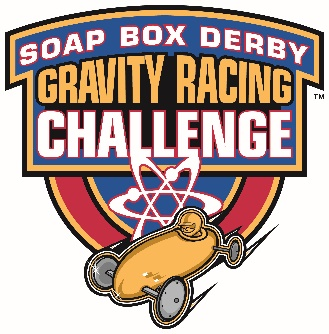 SOAP BOX DERBY
GRAVITY RACING
CHALLENGE
TM